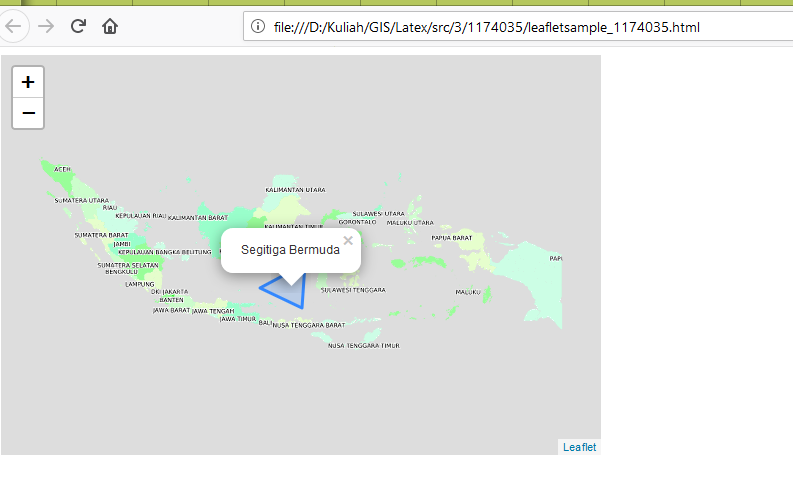 file:///D:/Kuliah/GIS/Latex/src/3/1174035/leafletsample_1174035.html
+
−
ACEH
KALIMANTAN UTARA
SUMATERA UTARA
RIAU
KEPULAUAN RIAU
KALIMANTAN BARAT
SULAWESI UTARA
GORONTALO
MALUKU UTARA
KALIMANTAN TIMUR
SUMATERA BARAT
JAMBI
PAPUA BARAT
KEPULAUAN BANGKA BELITUNG
Segitiga Bermuda
×
PAPU
SUMATERA SELATAN
BENGKULU
LAMPUNG
DKI JAKARTA
BANTEN
SULAWESI TENGGARA
MALUKU
JAWA BARAT
JAWA TENGAH
JAWA TIMUR
BALI
NUSA TENGGARA BARAT
NUSA TENGGARA TIMUR
Leaflet